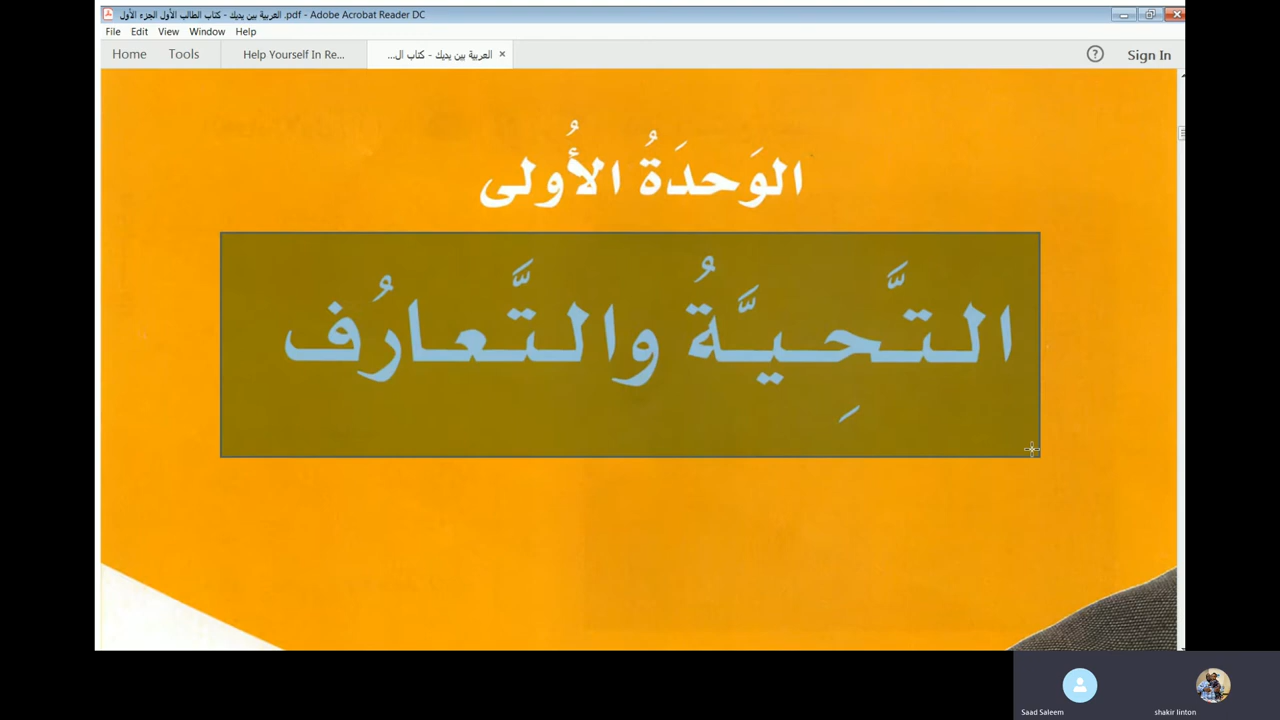 العربية بين يديك - كتاب الطالب الأول الجزء الأول .pdf - Adobe Acrobat Reader DC
File Edit View Window Help
Home Tools Help Yourself In Re... العربية بين يديك - كتاب ال... × ? Sign In
الوَحدَةُ الأُولى
التَّحِيَّةُ والتَّعارُف
Saad Saleem shakir linton